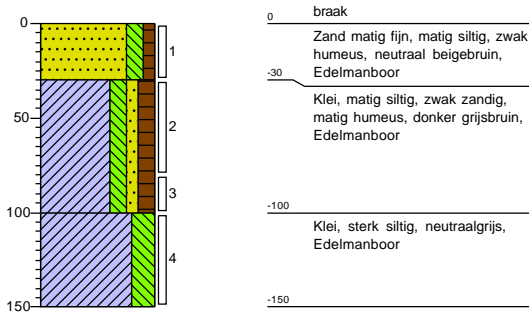 0
50
100
150
1
2
3
4
0
braak
Zand matig fijn, matig siltig, zwak
humeus, neutraal beigebruin,
Edelmanboor
-30
Klei, matig siltig, zwak zandig,
matig humeus, donker grijsbruin,
Edelmanboor
-100
Klei, sterk siltig, neutraalgrijs,
Edelmanboor
-150